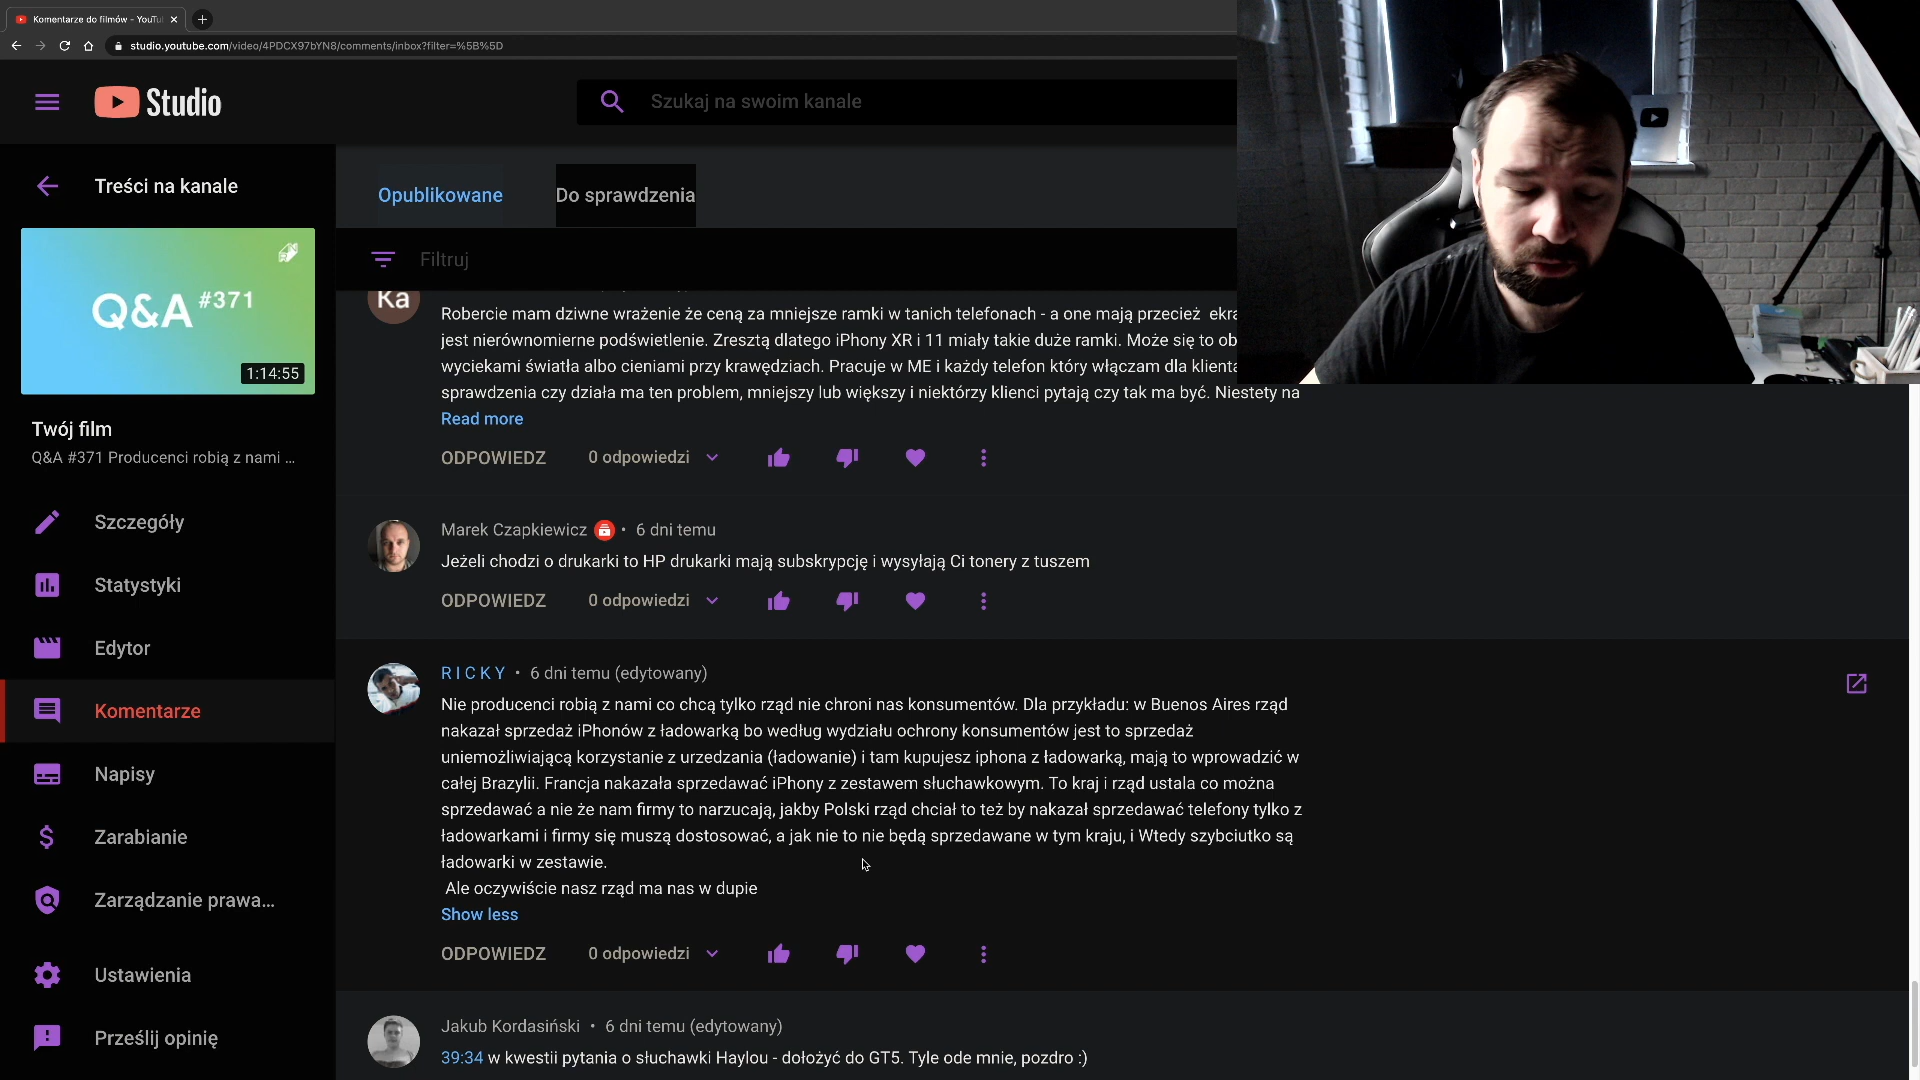 Komentarze do filmów - YouTu
studio.youtube.com/video/4PDCX97bYN8/comments/inbox?filter=%5B%5D
Studio
Szukaj na swoim kanale
Treści na kanale
Q&A #371
1:14:55
Twój film
Q&A #371 Producenci robią z nami ...
Szczegóły
Statystyki
Edytor
Komentarze
Napisy
Zarabianie
Zarządzanie prawa...
Ustawienia
Prześlij opinię
Opublikowane
Do sprawdzenia
Filtruj
Ka
Robercie mam dziwne wrażenie że ceną za mniejsze ramki w tanich telefonach - a one mają przecież
jest nierównomierne podświetlenie. Zresztą dlatego iPhony XR i 11 miały takie duże ramki. Może się to
wyciekami światła albo cieniami przy krawędziach. Pracuje w ME i każdy telefon który włączam dla
sprawdzenia czy działa ma ten problem, mniejszy lub większy i niektórzy klienci pytają czy tak ma być. Niestety na
Read more
ODPOWIEDZ
0 odpowiedzi
Marek Czapkiewicz • 6 dni temu
Jeżeli chodzi o drukarki to HP drukarki mają subskrypcję i wysyłają Ci tonery z tuszem
ODPOWIEDZ
0 odpowiedzi
R I C K Y • 6 dni temu (edytowany)
Nie producenci robią z nami co chcą tylko rząd nie chroni nas konsumentów. Dla przykładu: w Buenos Aires rząd
nakazał sprzedaż iPhonów z ładowarką bo według wydziału ochrony konsumentów jest to sprzedaż
uniemożliwiającą korzystanie z urzedzania (ładowanie) i tam kupujesz iphona z ładowarką, mają to wprowadzić w
całej Brazylii. Francja nakazała sprzedawać iPhony z zestawem słuchawkowym. To kraj i rząd ustala co można
sprzedawać a nie że nam firmy to narzucają, jakby Polski rząd chciał to też by nakazał sprzedawać telefony tylko z
ładowarkami i firmy się muszą dostosować, a jak nie to nie będą sprzedawane w tym kraju, i Wtedy szybciutko są
ładowarki w zestawie.
Ale oczywiście nasz rząd ma nas w dupie
Show less
ODPOWIEDZ
0 odpowiedzi
Jakub Kordasiński • 6 dni temu (edytowany)
39:34 w kwestii pytania o słuchawki Haylou - dołożyć do GT5. Tyle ode mnie, pozdro :)